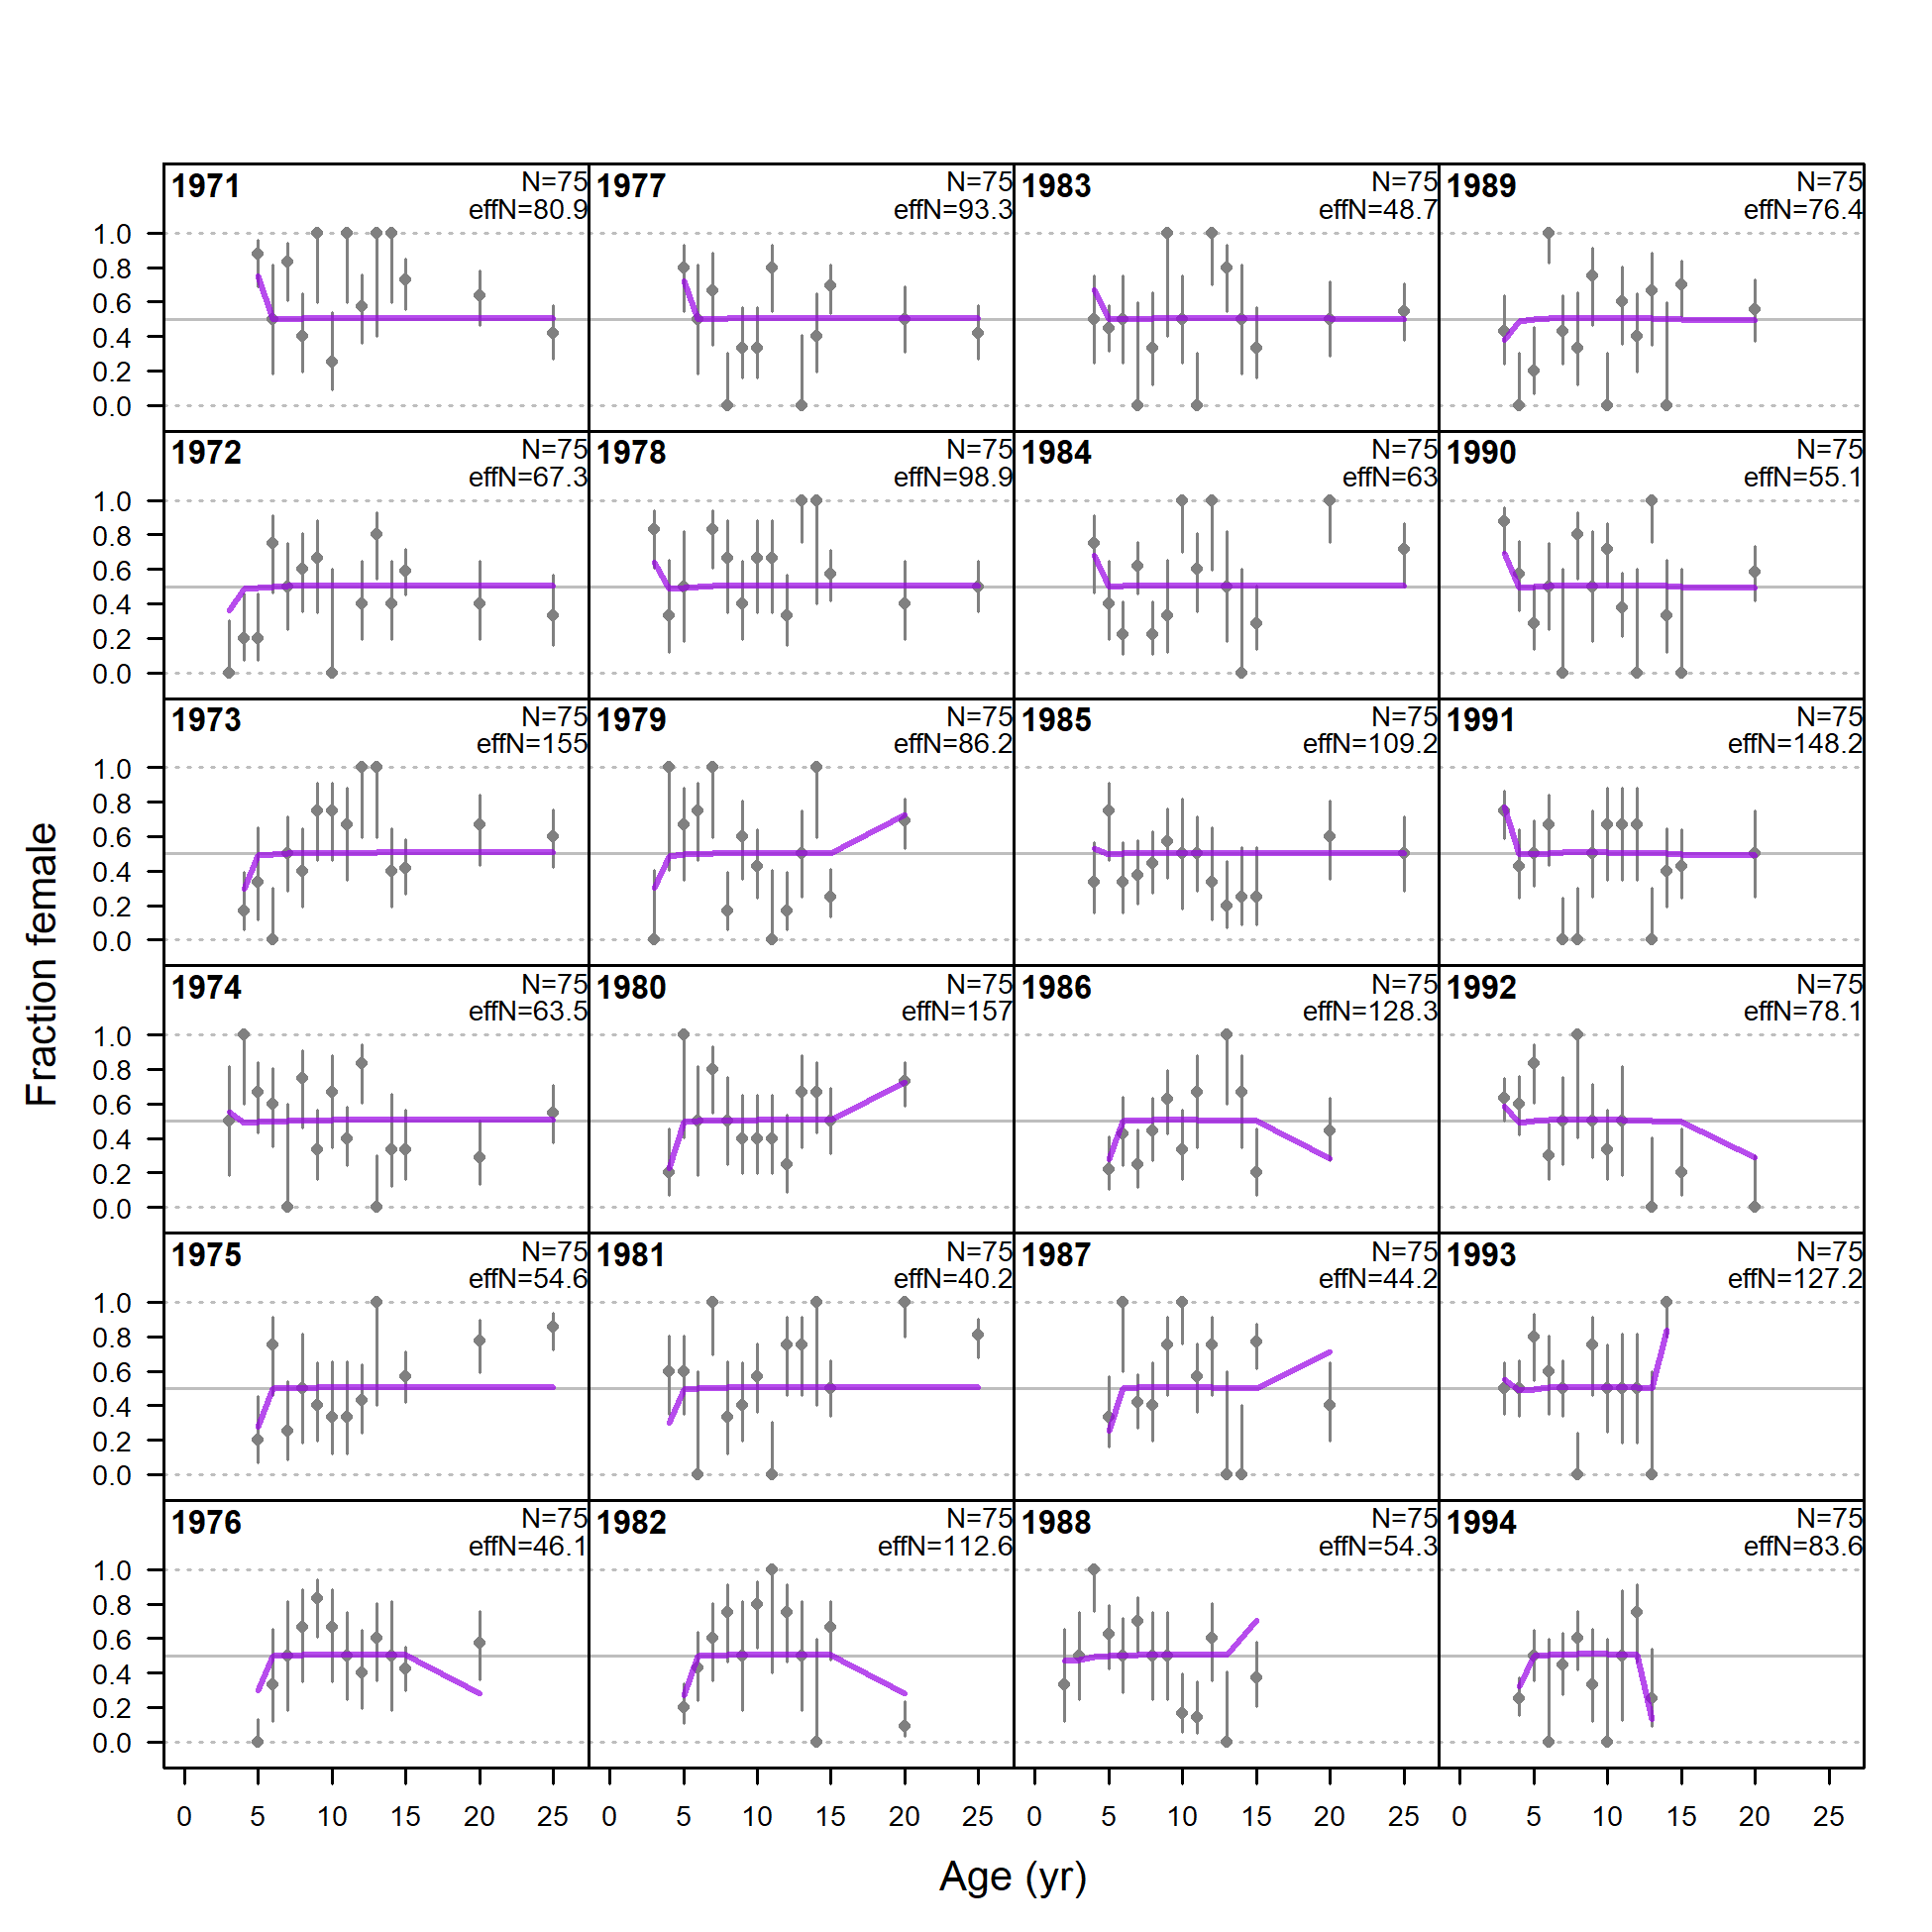 1971 N=75 1977 N=75 1983 N=75 1989 N=75
effN=80.9 effN=93.3 effN=48.7 effN=76.4
1.0
0.8
0.6
0.4
0.2
0.0
1972 N=75 1978 N=75 1984 N=75 1990 N=75
effN=67.3 effN=98.9 effN=63 effN=55.1
1.0
0.8
0.6
0.4
0.2
0.0
1973 N=75 1979 N=75 1985 N=75 1991 N=75
effN=155 effN=86.2 effN=109.2 effN=148.2
1.0
0.8
0.6
0.4
0.2
0.0
Fraction female
1974 N=75 1980 N=75 1986 N=75 1992 N=75
effN=63.5 effN=157 effN=128.3 effN=78.1
1.0
0.8
0.6
0.4
0.2
0.0
1975 N=75 1981 N=75 1987 N=75 1993 N=75
effN=54.6 effN=40.2 effN=44.2 effN=127.2
1.0
0.8
0.6
0.4
0.2
0.0
1976 N=75 1982 N=75 1988 N=75 1994 N=75
effN=46.1 effN=112.6 effN=54.3 effN=83.6
1.0
0.8
0.6
0.4
0.2
0.0
0 5 10 15 20 25 0 5 10 15 20 25 0 5 10 15 20 25 0 5 10 15 20 25
Age (yr)